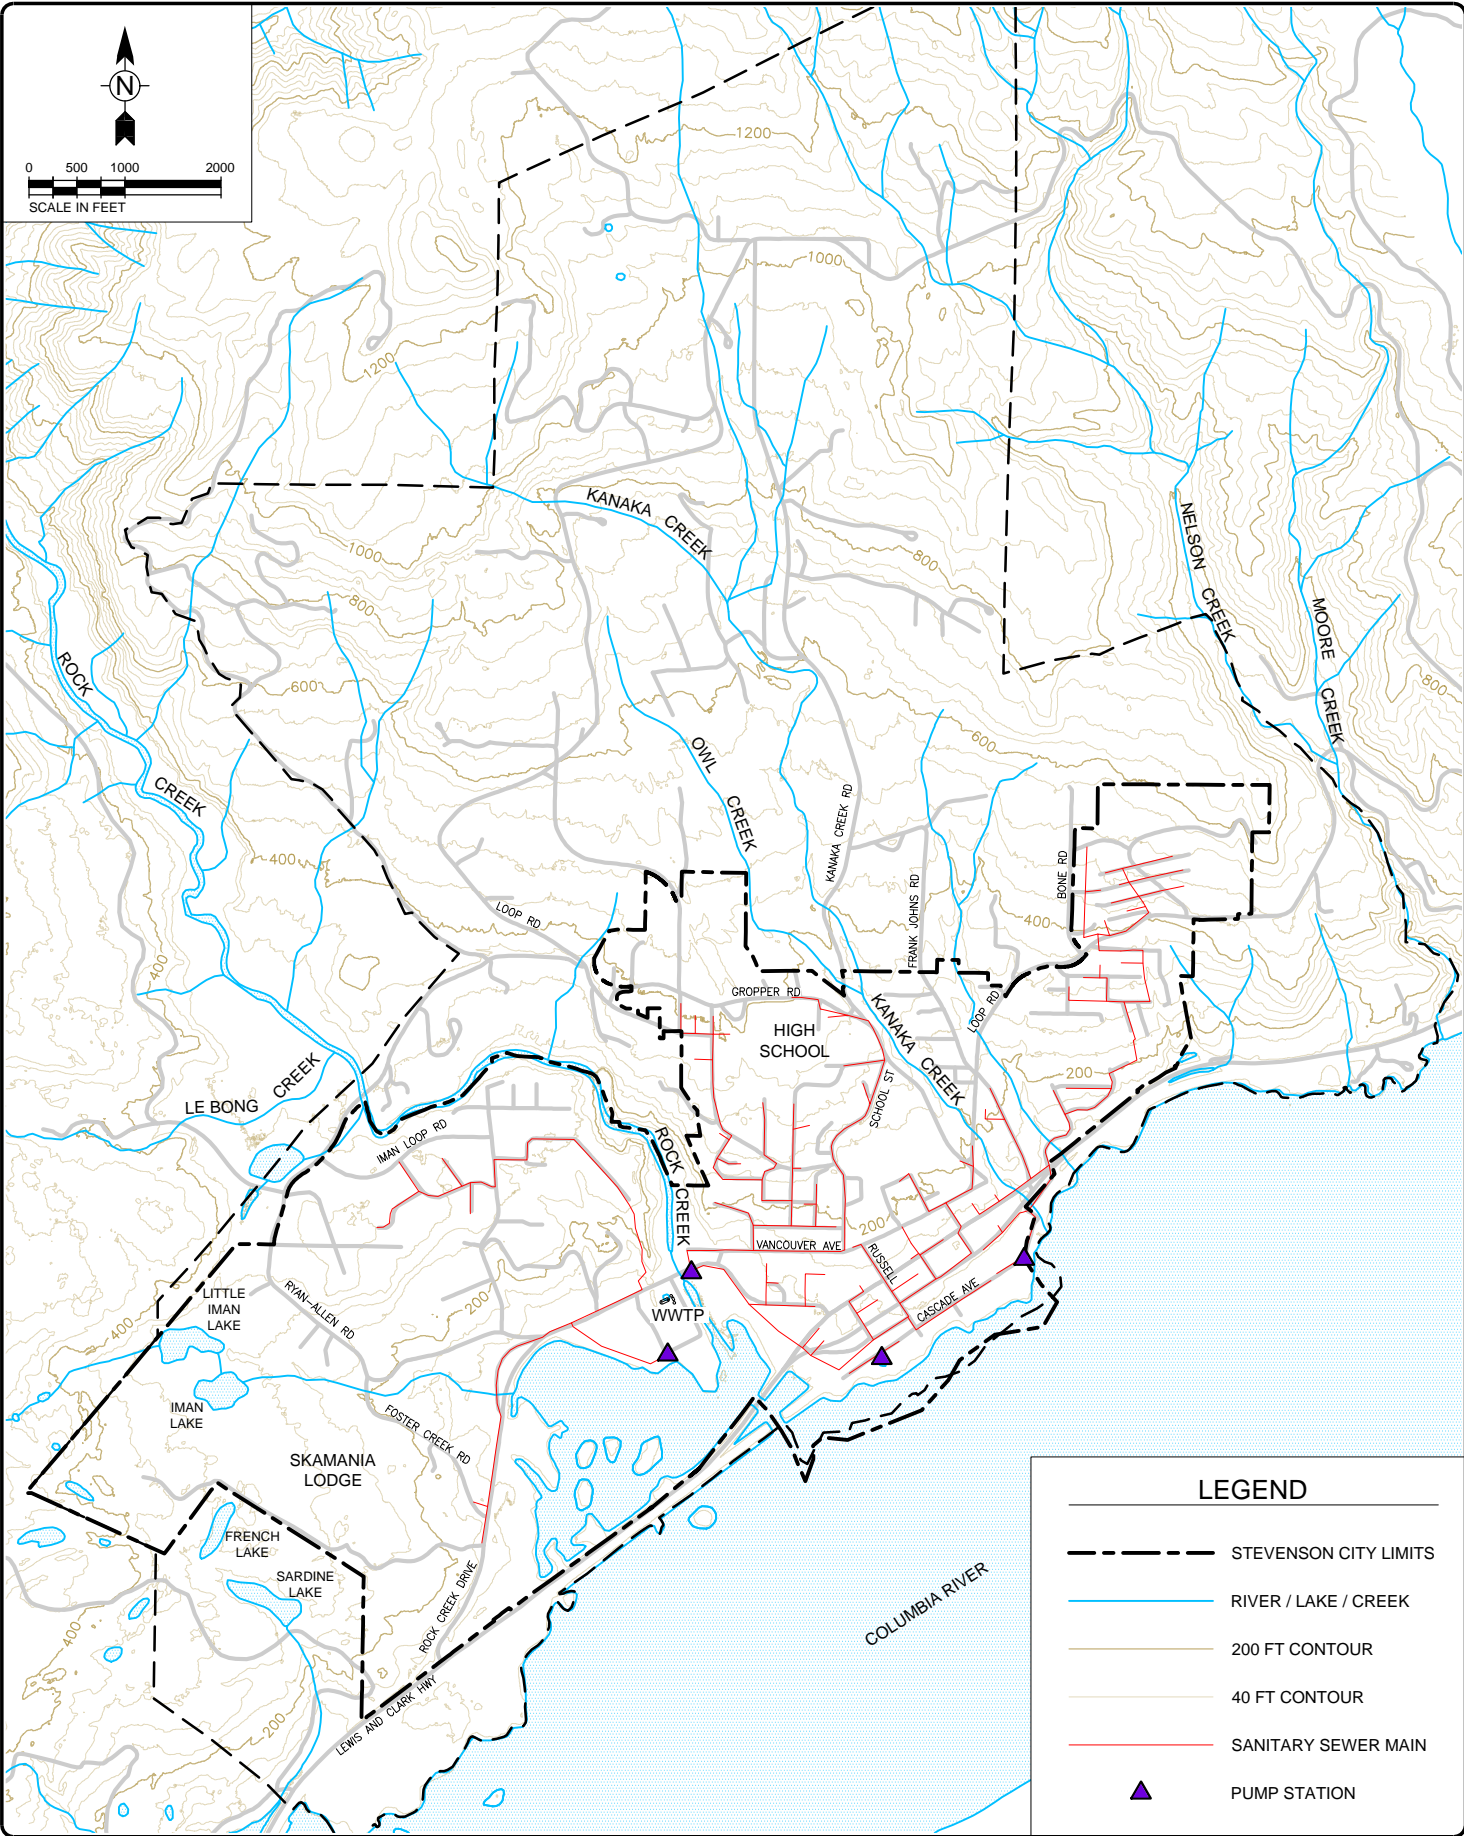 N
0 500 1000 2000
SCALE IN FEET
1200
1000
1200
KANAKA CREEK
1000
800
800
NELSON CREEK
MOORE CREEK
ROCK CREEK
600
800
OWL CREEK
600
KANAKA CREEK RD
400
LOOP RD
FRANK JOHNS RD
BONE RD
400
400
GROPPER RD
HIGH
SCHOOL
KANAKA CREEK
LOOP RD
200
SCHOOL ST
LE BONG CREEK
IMAN LOOP RD
ROCK CREEK
200
VANCOUVER AVE
RUSSELL
CASCADE AVE
LITTLE
IMAN
LAKE
RYAN-ALLEN RD
200
WWTP
400
IMAN
LAKE
FOSTER CREEK RD
SKAMANIA
LODGE
FRENCH
LAKE
SARDINE
LAKE
ROCK CREEK DRIVE
COLUMBIA RIVER
400
200
LEWIS AND CLARK HWY
LEGEND
STEVENSON CITY LIMITS
RIVER / LAKE / CREEK
200 FT CONTOUR
40 FT CONTOUR
SANITARY SEWER MAIN
PUMP STATION